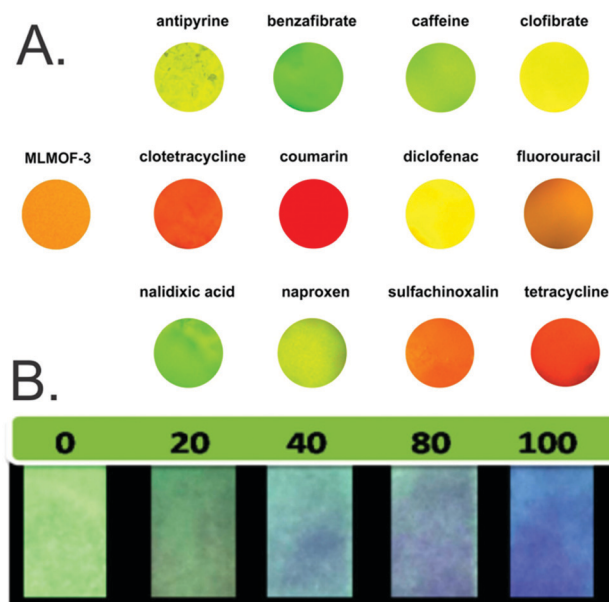 A.
antipyrine benzafibrate caffeine clofibrate
MLMOF-3 clotetracycline coumarin diclofenac fluorouracil
nalidixic acid naproxen sulfachinoxalin tetracycline
B.
0 20 40 80 100